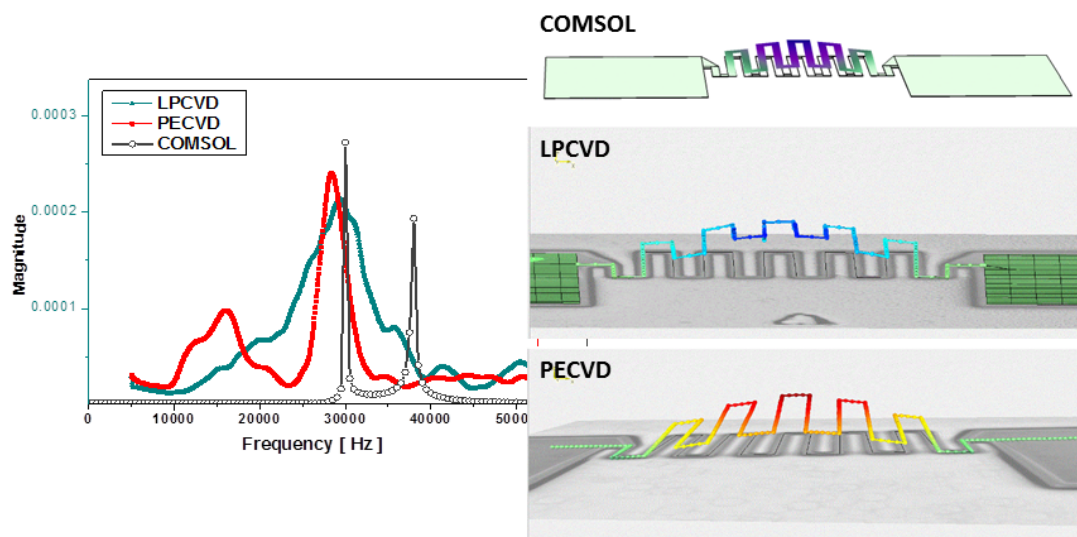 COMSOL
LPCVD
PECVD
COMSOL
0.0003
0.0002
0.0001
Magnitude
0
10000
20000
30000
40000
5000
Frequency [ Hz ]
LPCVD
PECVD